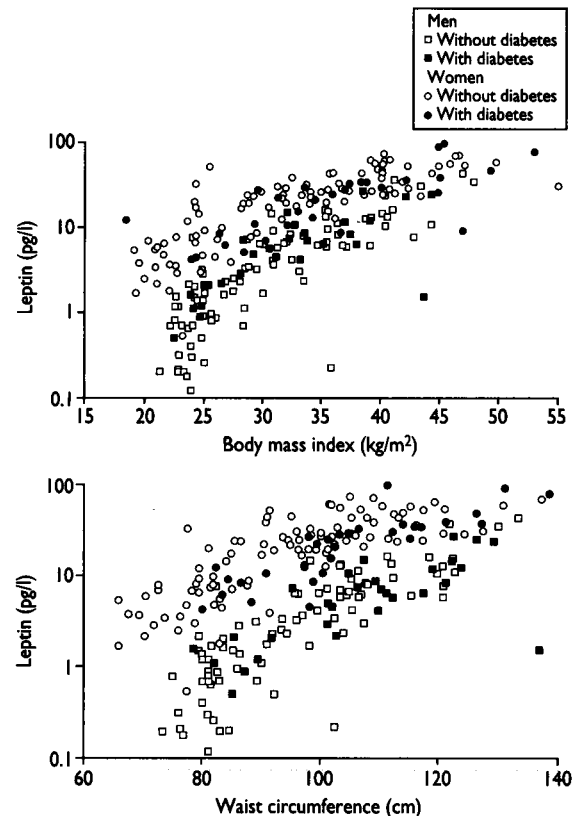 Men
Without diabetes
With diabetes
Women
Without diabetes
With diabetes
100
10
1
0.1
Leptin (pg/l)
15 20 25 30 35 40 45 50 55
Body mass index (kg/m²)
100
10
1
0.1
Leptin (pg/l)
60 80 100 120 140
Waist circumference (cm)